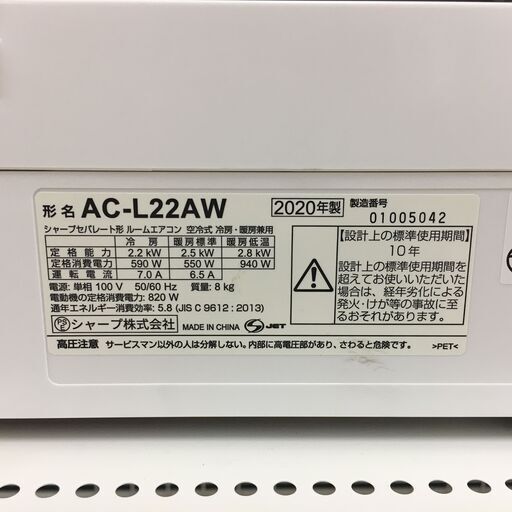 形名 AC-L22AW 2020年製 製造番号 01005042
シャープセパレート形 ルームエアコン 空冷式 冷房・暖房兼用
冷房 暖房標準 暖房低温
定格能力 2.2 kW 2.5 kW 2.8 kW
定格消費電力 590 W 550 W 940 W
運転電流 7.0 A 6.5 A
電源: 単相 100 V 50/60 Hz 質量: 8 kg
電動機の定格消費電力: 820 W
通年エネルギー消費効率: 5.8 (JIS C 9612 : 2013)
PSE シャープ株式会社 MADE IN CHINA S JET
【設計上の標準使用期間】
10年
設計上の標準使用期間を
超えてお使いいただいた
場合は、経年劣化による
発火・けが等の事故に至
るおそれがあります。
高圧注意 サービスマン以外の人は分解しない。内部に高電圧部があり、さわると危険です。 >PET<